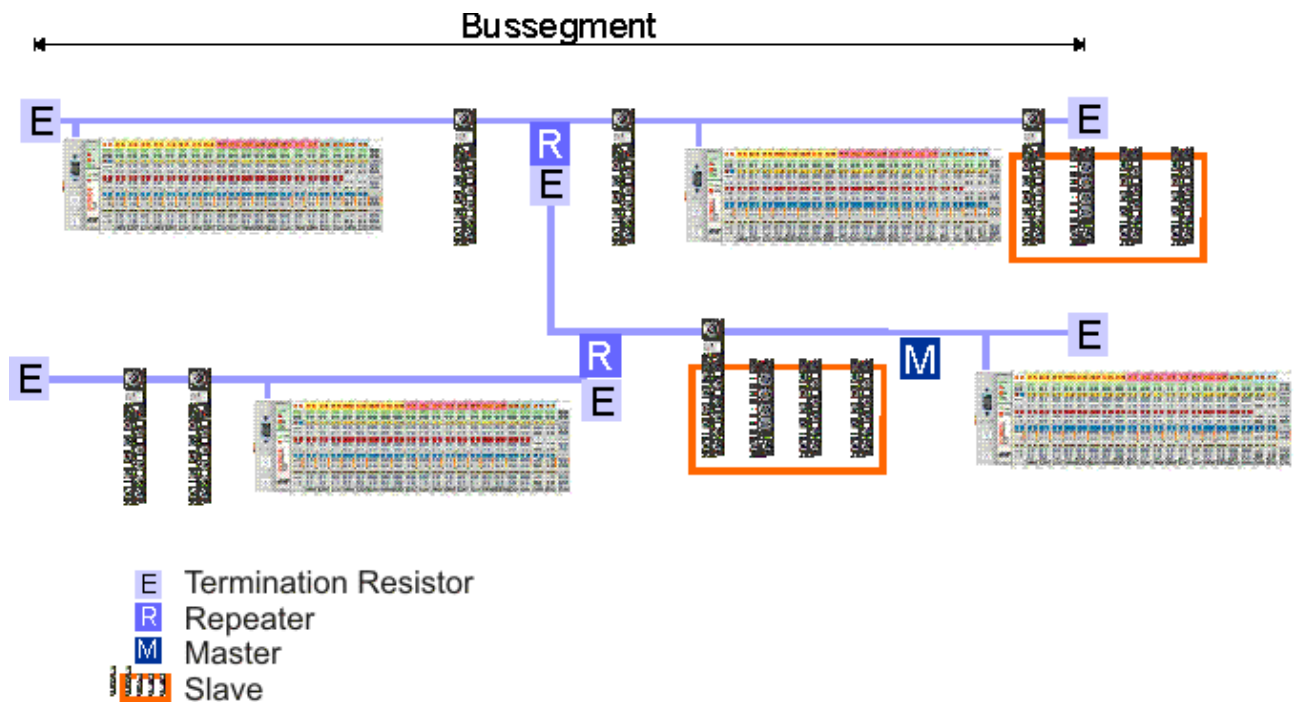 Bussegment
E
E
R
E
E
R
M
E
E
E Termination Resistor
R Repeater
M Master
Slave